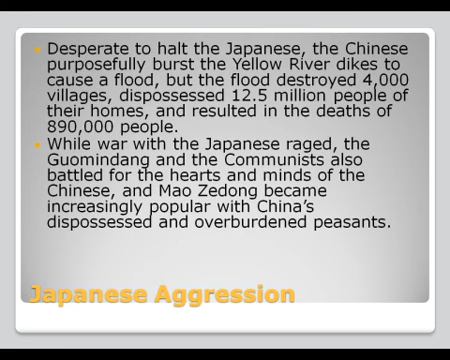 Desperate to halt the Japanese, the Chinese
purposefully burst the Yellow River dikes to
cause a flood, but the flood destroyed 4,000
villages, dispossessed 12.5 million people of
their homes, and resulted in the deaths of
890,000 people.
While war with the Japanese raged, the
Guomindang and the Communists also
battled for the hearts and minds of the
Chinese, and Mao Zedong became
increasingly popular with China's
dispossessed and overburdened peasants.
Japanese Aggression